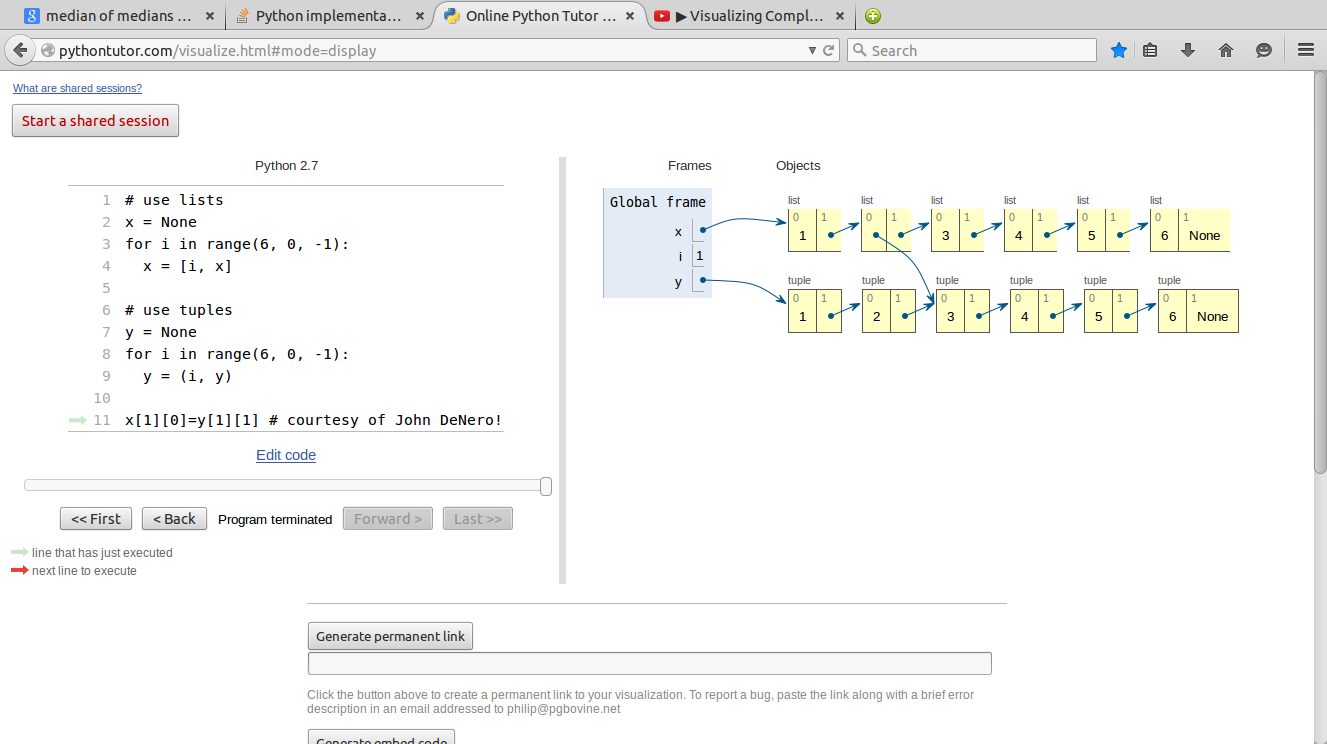 median of medians ...
Python implementa...
Online Python Tutor ...
▶ Visualizing Compl...
pythontutor.com/visualize.html#mode=display
Search
What are shared sessions?
Start a shared session
Python 2.7
1 # use lists
2 x = None
3 for i in range(6, 0, -1):
4 x = [i, x]
5
6 # use tuples
7 y = None
8 for i in range(6, 0, -1):
9 y = (i, y)
10
11 x[1][0]=y[1][1] # courtesy of John DeNero!
Edit code
<< First
< Back
Program terminated
Forward >
Last >>
line that has just executed
next line to execute
Frames
Objects
Global frame
x
i 1
y
list list list list list list
0 1 0 1 0 1 0 1 0 1 0 1
1 3 4 5 6 None
tuple tuple tuple tuple tuple tuple
0 1 0 1 0 1 0 1 0 1 0 1
1 2 3 4 5 6 None
Generate permanent link
Click the button above to create a permanent link to your visualization. To report a bug, paste the link along with a brief error
description in an email addressed to philip@pgbovine.net
Generate embed code